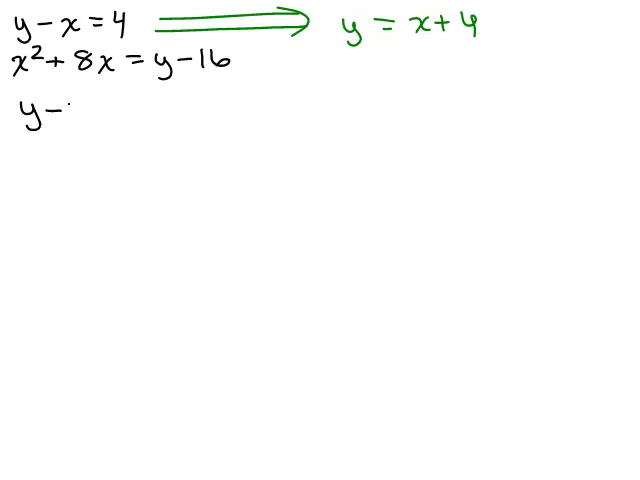 y - x = 4 ⟹ y = x + 4
x² + 8x = y - 16
y -